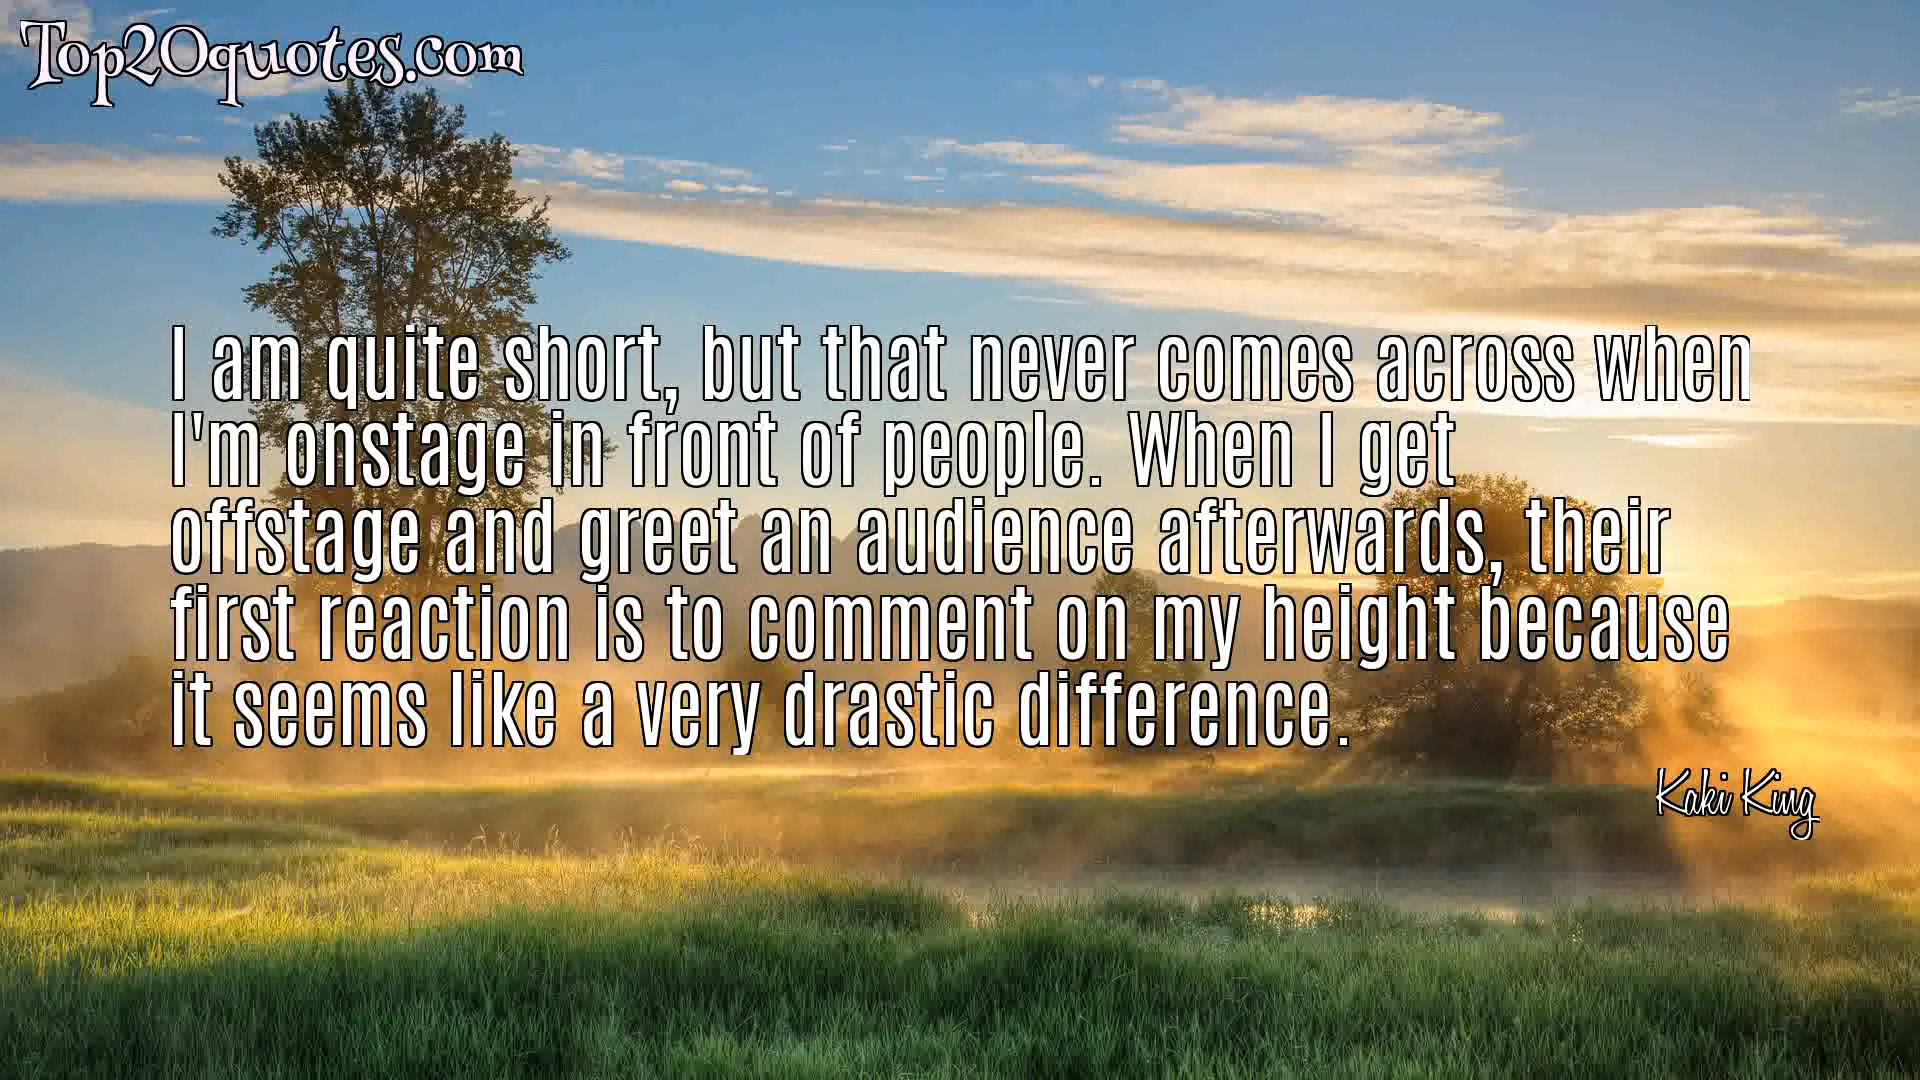 Top20quotes.com
I am quite short, but that never comes across when
I'm onstage in front of people. When I get
offstage and greet an audience afterwards, their
first reaction is to comment on my height because
it seems like a very drastic difference.
Kaki King